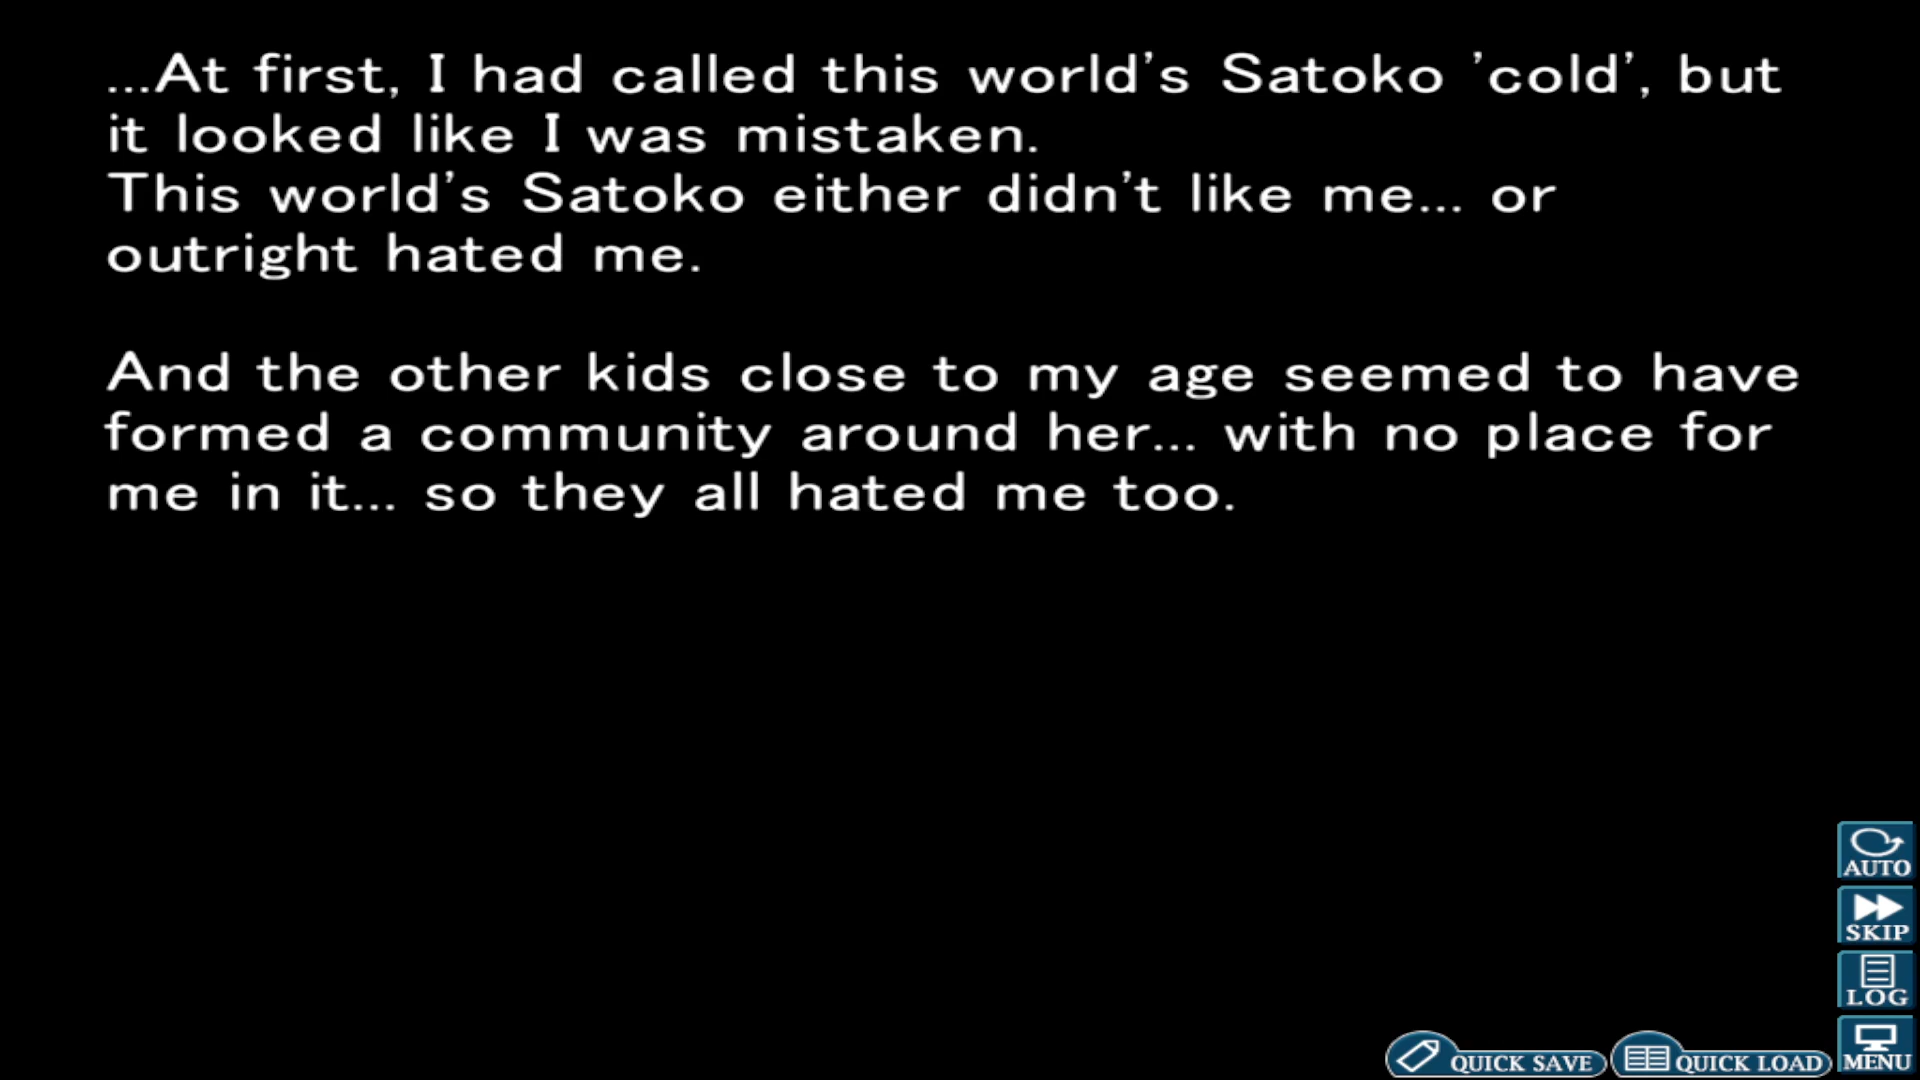 ...At first, I had called this world's Satoko 'cold', but
it looked like I was mistaken.
This world's Satoko either didn't like me... or
outright hated me.
And the other kids close to my age seemed to have
formed a community around her... with no place for
me in it... so they all hated me too.
AUTO
SKIP
LOG
MENU
QUICK SAVE
QUICK LOAD